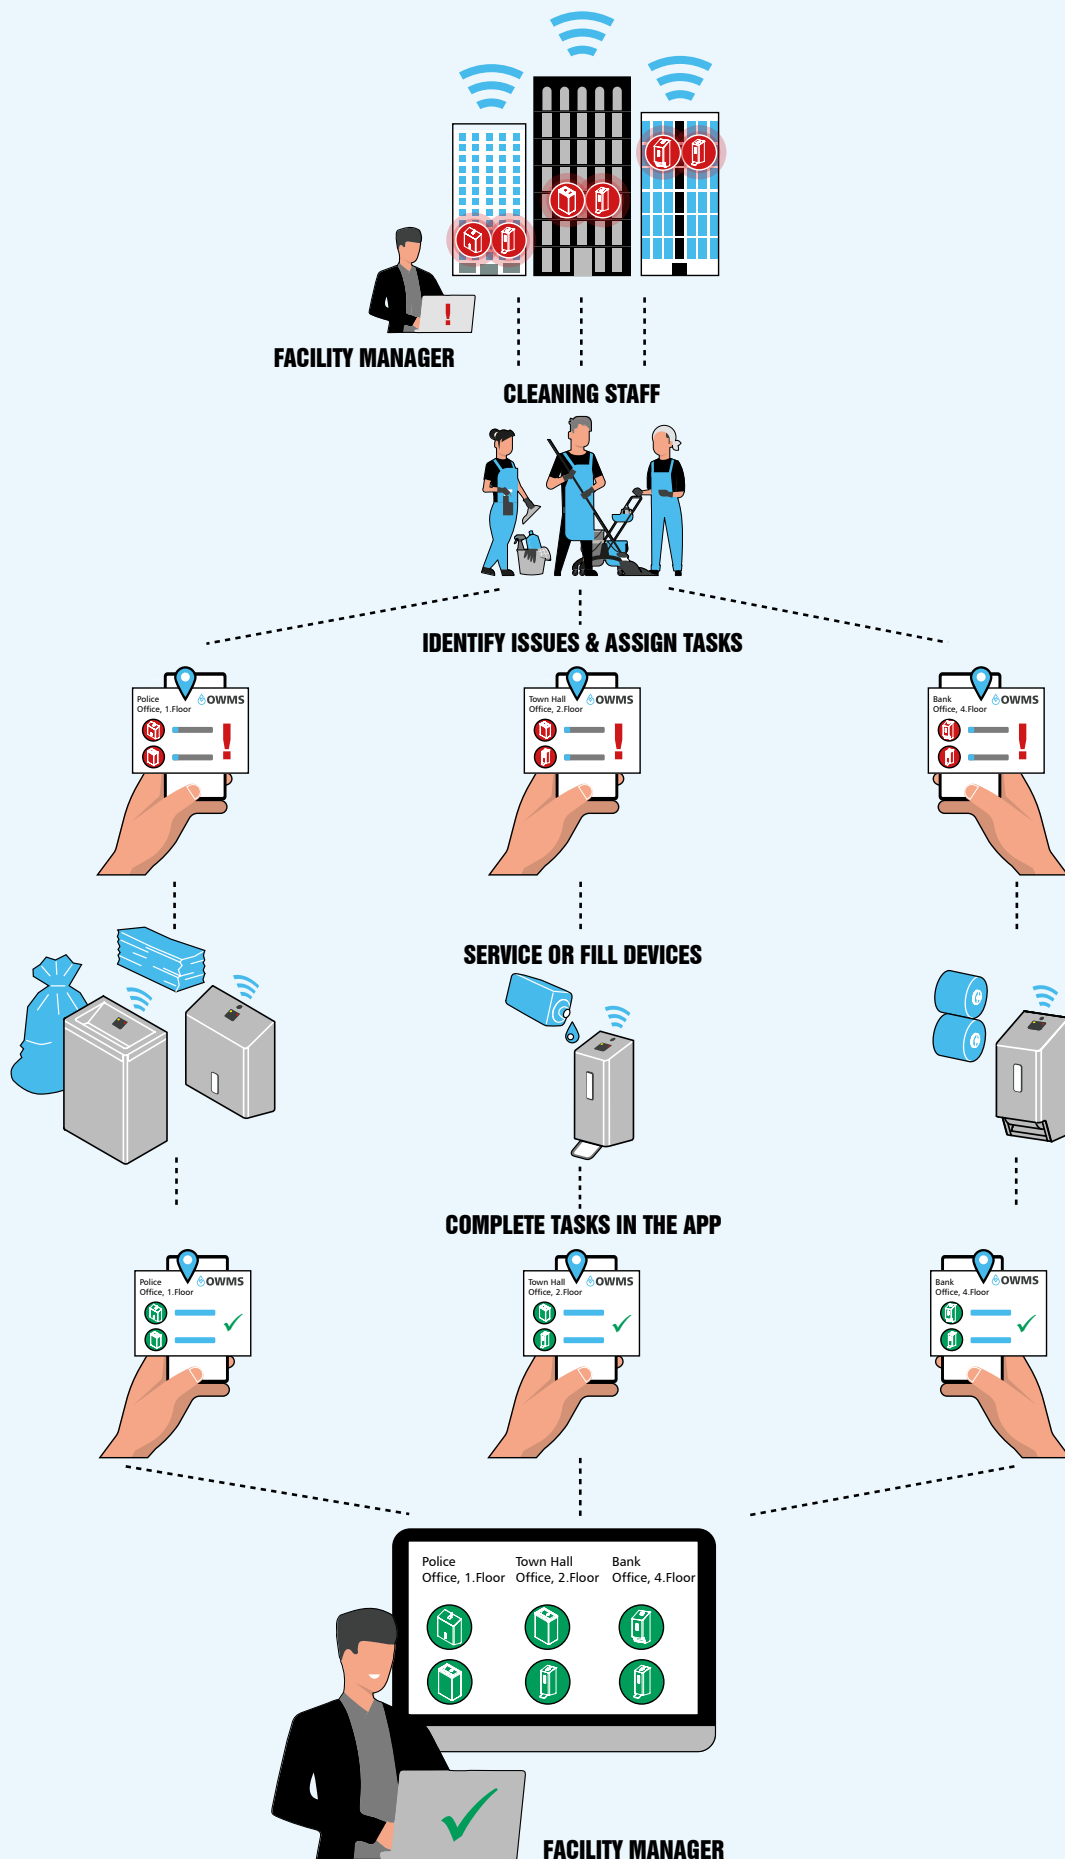 FACILITY MANAGER
CLEANING STAFF
IDENTIFY ISSUES & ASSIGN TASKS
Police
Office, 1.Floor
OWMS
!
Town Hall
Office, 2.Floor
OWMS
!
Bank
Office, 4.Floor
OWMS
!
SERVICE OR FILL DEVICES
COMPLETE TASKS IN THE APP
Police
Office, 1.Floor
OWMS
Town Hall
Office, 2.Floor
OWMS
Bank
Office, 4.Floor
OWMS
Police
Office, 1.Floor
Town Hall
Office, 2.Floor
Bank
Office, 4.Floor
FACILITY MANAGER